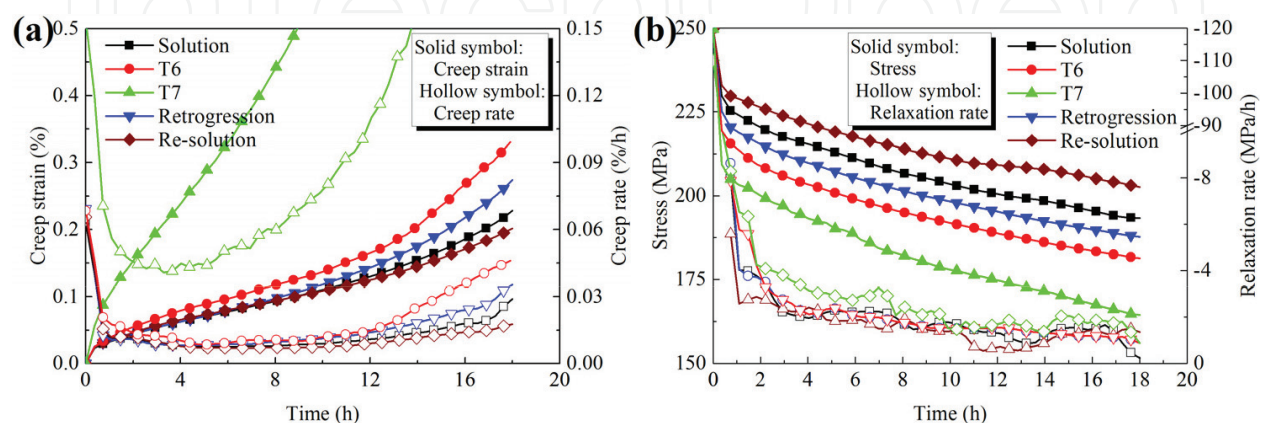 (a)
0.5
0.4
0.3
0.2
0.1
0.0
Creep strain (%)
Solution
T6
T7
Retrogression
Re-solution
Solid symbol:
Creep strain
Hollow symbol:
Creep rate
0.15
0.12
0.09
0.06
0.03
0.00
Creep rate (%/h)
0 4 8 12 16 20
Time (h)
(b)
250
225
200
175
150
Stress (MPa)
Solid symbol:
Stress
Hollow symbol:
Relaxation rate
Solution
T6
T7
Retrogression
Re-solution
-120
-110
-100
-90
-8
-4
0
Relaxation rate (MPa/h)
0 2 4 6 8 10 12 14 16 18 20
Time (h)